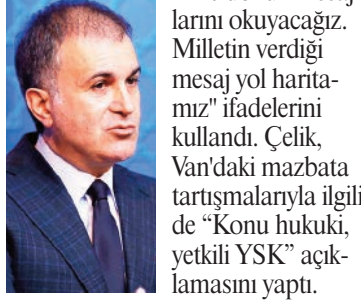 larını okuyacağız.
Milletin verdiği
mesaj yol harita-
mız" ifadelerini
kullandı. Çelik,
Van'daki mazbata
tartışmalarıyla ilgili
de “Konu hukuki,
yetkili YSK” açık-
lamasını yaptı.